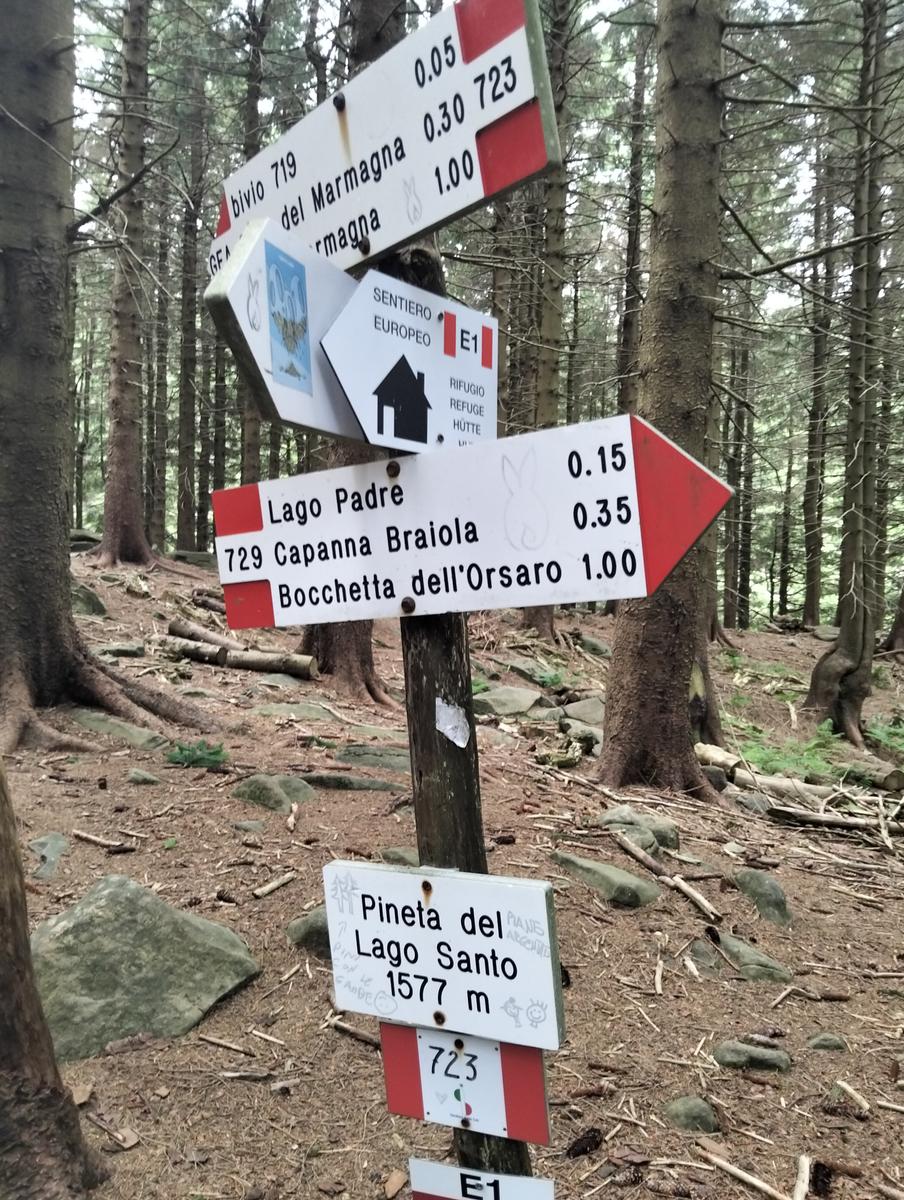 bivio 719 0.05
del Marmagna 0.30 723
1.00
SENTIERO
EUROPEO
E1
RIFUGIO
REFUGE
HÜTTE
Lago Padre 0.15
729 Capanna Braiola 0.35
Bocchetta dell'Orsaro 1.00
Pineta del
Lago Santo
1577 m
723
E1